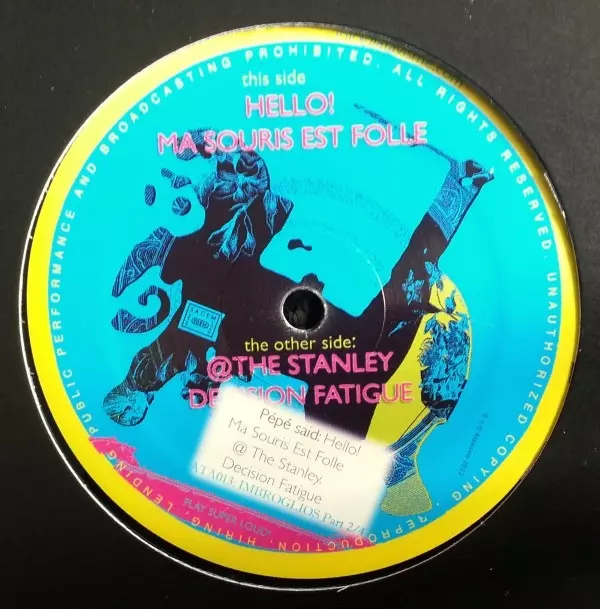 PUBLIC PERFORMANCE AND BROADCASTING PROHIBITED. ALL RIGHTS RESERVED. UNAUTHORIZED COPYING · REPRODUCTION · HIRING · LENDING ·
this side
HELLO!
MA SOURIS EST FOLLE
SACEM
the other side:
@THE STANLEY
DECISION FATIGUE
Pépé said: Hello!
Ma Souris Est Folle
@ The Stanley.
Decision Fatigue
ATA013 IMBROGLIOS Part 2/4
PLAY SUPER LOUD!